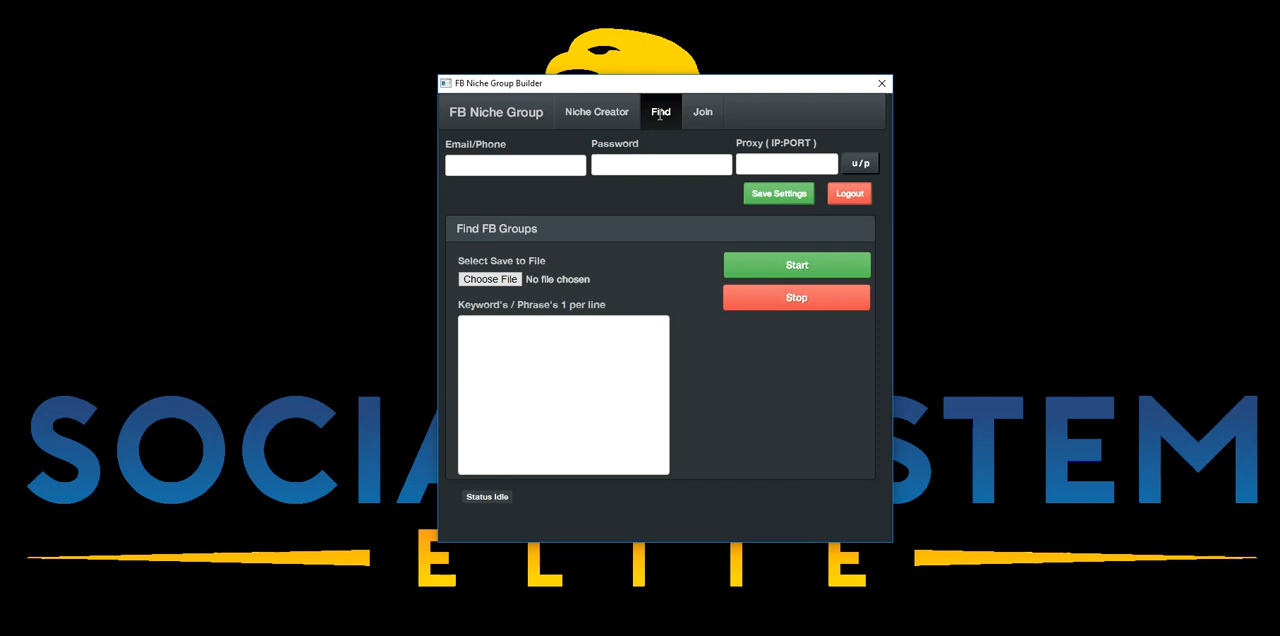 FB Niche Group Builder
FB Niche Group Niche Creator Find Join
Email/Phone Password Proxy ( IP:PORT )
u/p
Save Settings Logout
Find FB Groups
Select Save to File
Choose File No file chosen
Start
Stop
Keyword's / Phrase's 1 per line
Status Idle
SOCIA STEM
ELITE